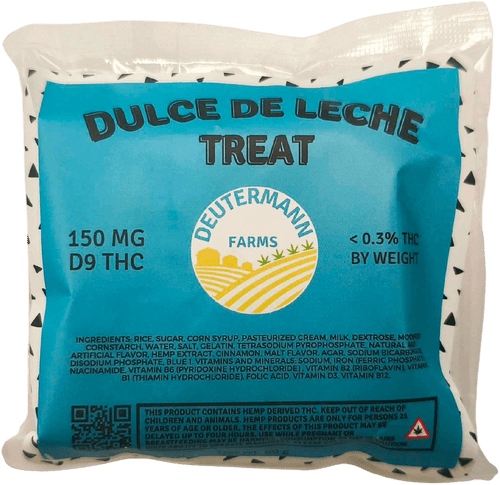 DULCE DE LECHE
TREAT
DEUTERMANN
FARMS
150 MG
D9 THC
< 0.3% THC
BY WEIGHT
INGREDIENTS: RICE, SUGAR, CORN SYRUP, PASTEURIZED CREAM, MILK, DEXTROSE, MODIFIED
CORNSTARCH, WATER, SALT, GELATIN, TETRASODIUM PYROPHOSPHATE, NATURAL AND
ARTIFICIAL FLAVOR, HEMP EXTRACT, CINNAMON, MALT FLAVOR, AGAR, SODIUM BICARBONATE,
DISODIUM PHOSPHATE, BLUE 1. VITAMINS AND MINERALS: SODIUM, IRON (FERRIC PHOSPHATE),
NIACINAMIDE, VITAMIN B6 (PYRIDOXINE HYDROCHLORIDE), VITAMIN B2 (RIBOFLAVIN), VITAMIN
B1 (THIAMIN HYDROCHLORIDE), FOLIC ACID, VITAMIN D3, VITAMIN B12.
THIS PRODUCT CONTAINS HEMP DERIVED THC. KEEP OUT OF REACH OF
CHILDREN AND ANIMALS. HEMP PRODUCTS ARE ONLY FOR PERSONS 21
YEARS OF AGE OR OLDER. THE EFFECTS OF THIS PRODUCT MAY BE
DELAYED UP TO FOUR HOURS. USE WHILE PREGNANT OR
BREASTFEEDING MAY BE